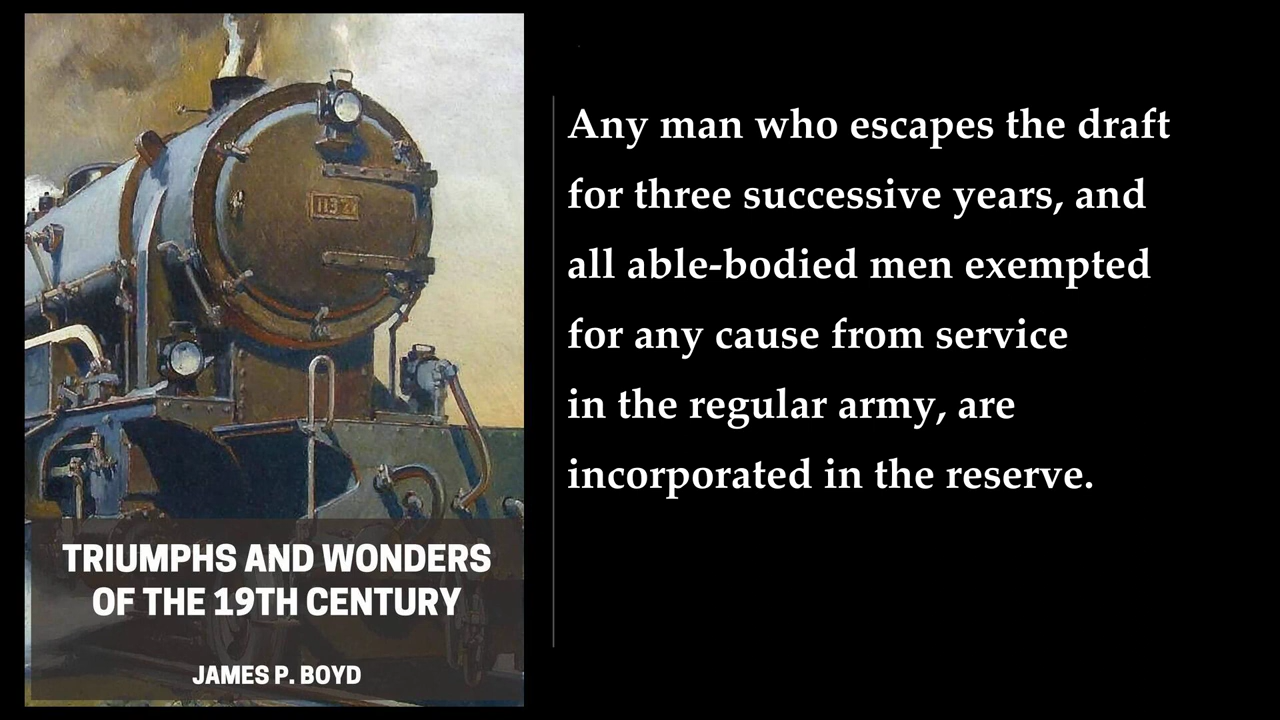 TRIUMPHS AND WONDERS
OF THE 19TH CENTURY
JAMES P. BOYD
Any man who escapes the draft
for three successive years, and
all able-bodied men exempted
for any cause from service
in the regular army, are
incorporated in the reserve.